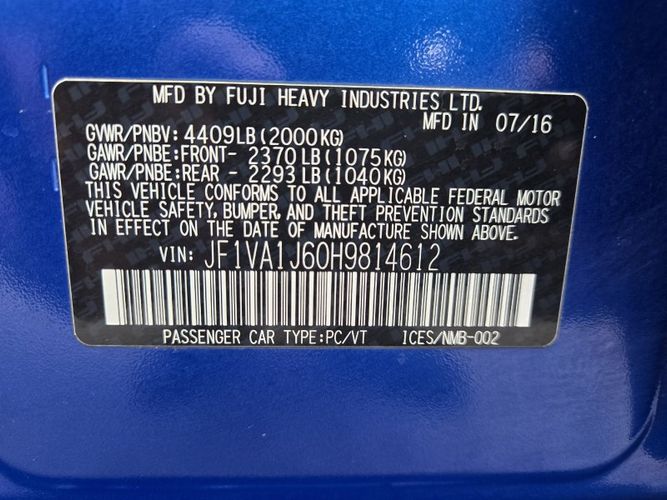 MFD BY FUJI HEAVY INDUSTRIES LTD.
MFD IN 07/16
GVWR/PNBV: 4409LB(2000KG)
GAWR/PNBE:FRONT- 2370LB(1075KG)
GAWR/PNBE:REAR - 2293LB(1040KG)
THIS VEHICLE CONFORMS TO ALL APPLICABLE FEDERAL MOTOR
VEHICLE SAFETY, BUMPER, AND THEFT PREVENTION STANDARDS
IN EFFECT ON THE DATE OF MANUFACTURE SHOWN ABOVE.
VIN: JF1VA1J60H9814612
PASSENGER CAR TYPE:PC/VT ICES/NMB-002